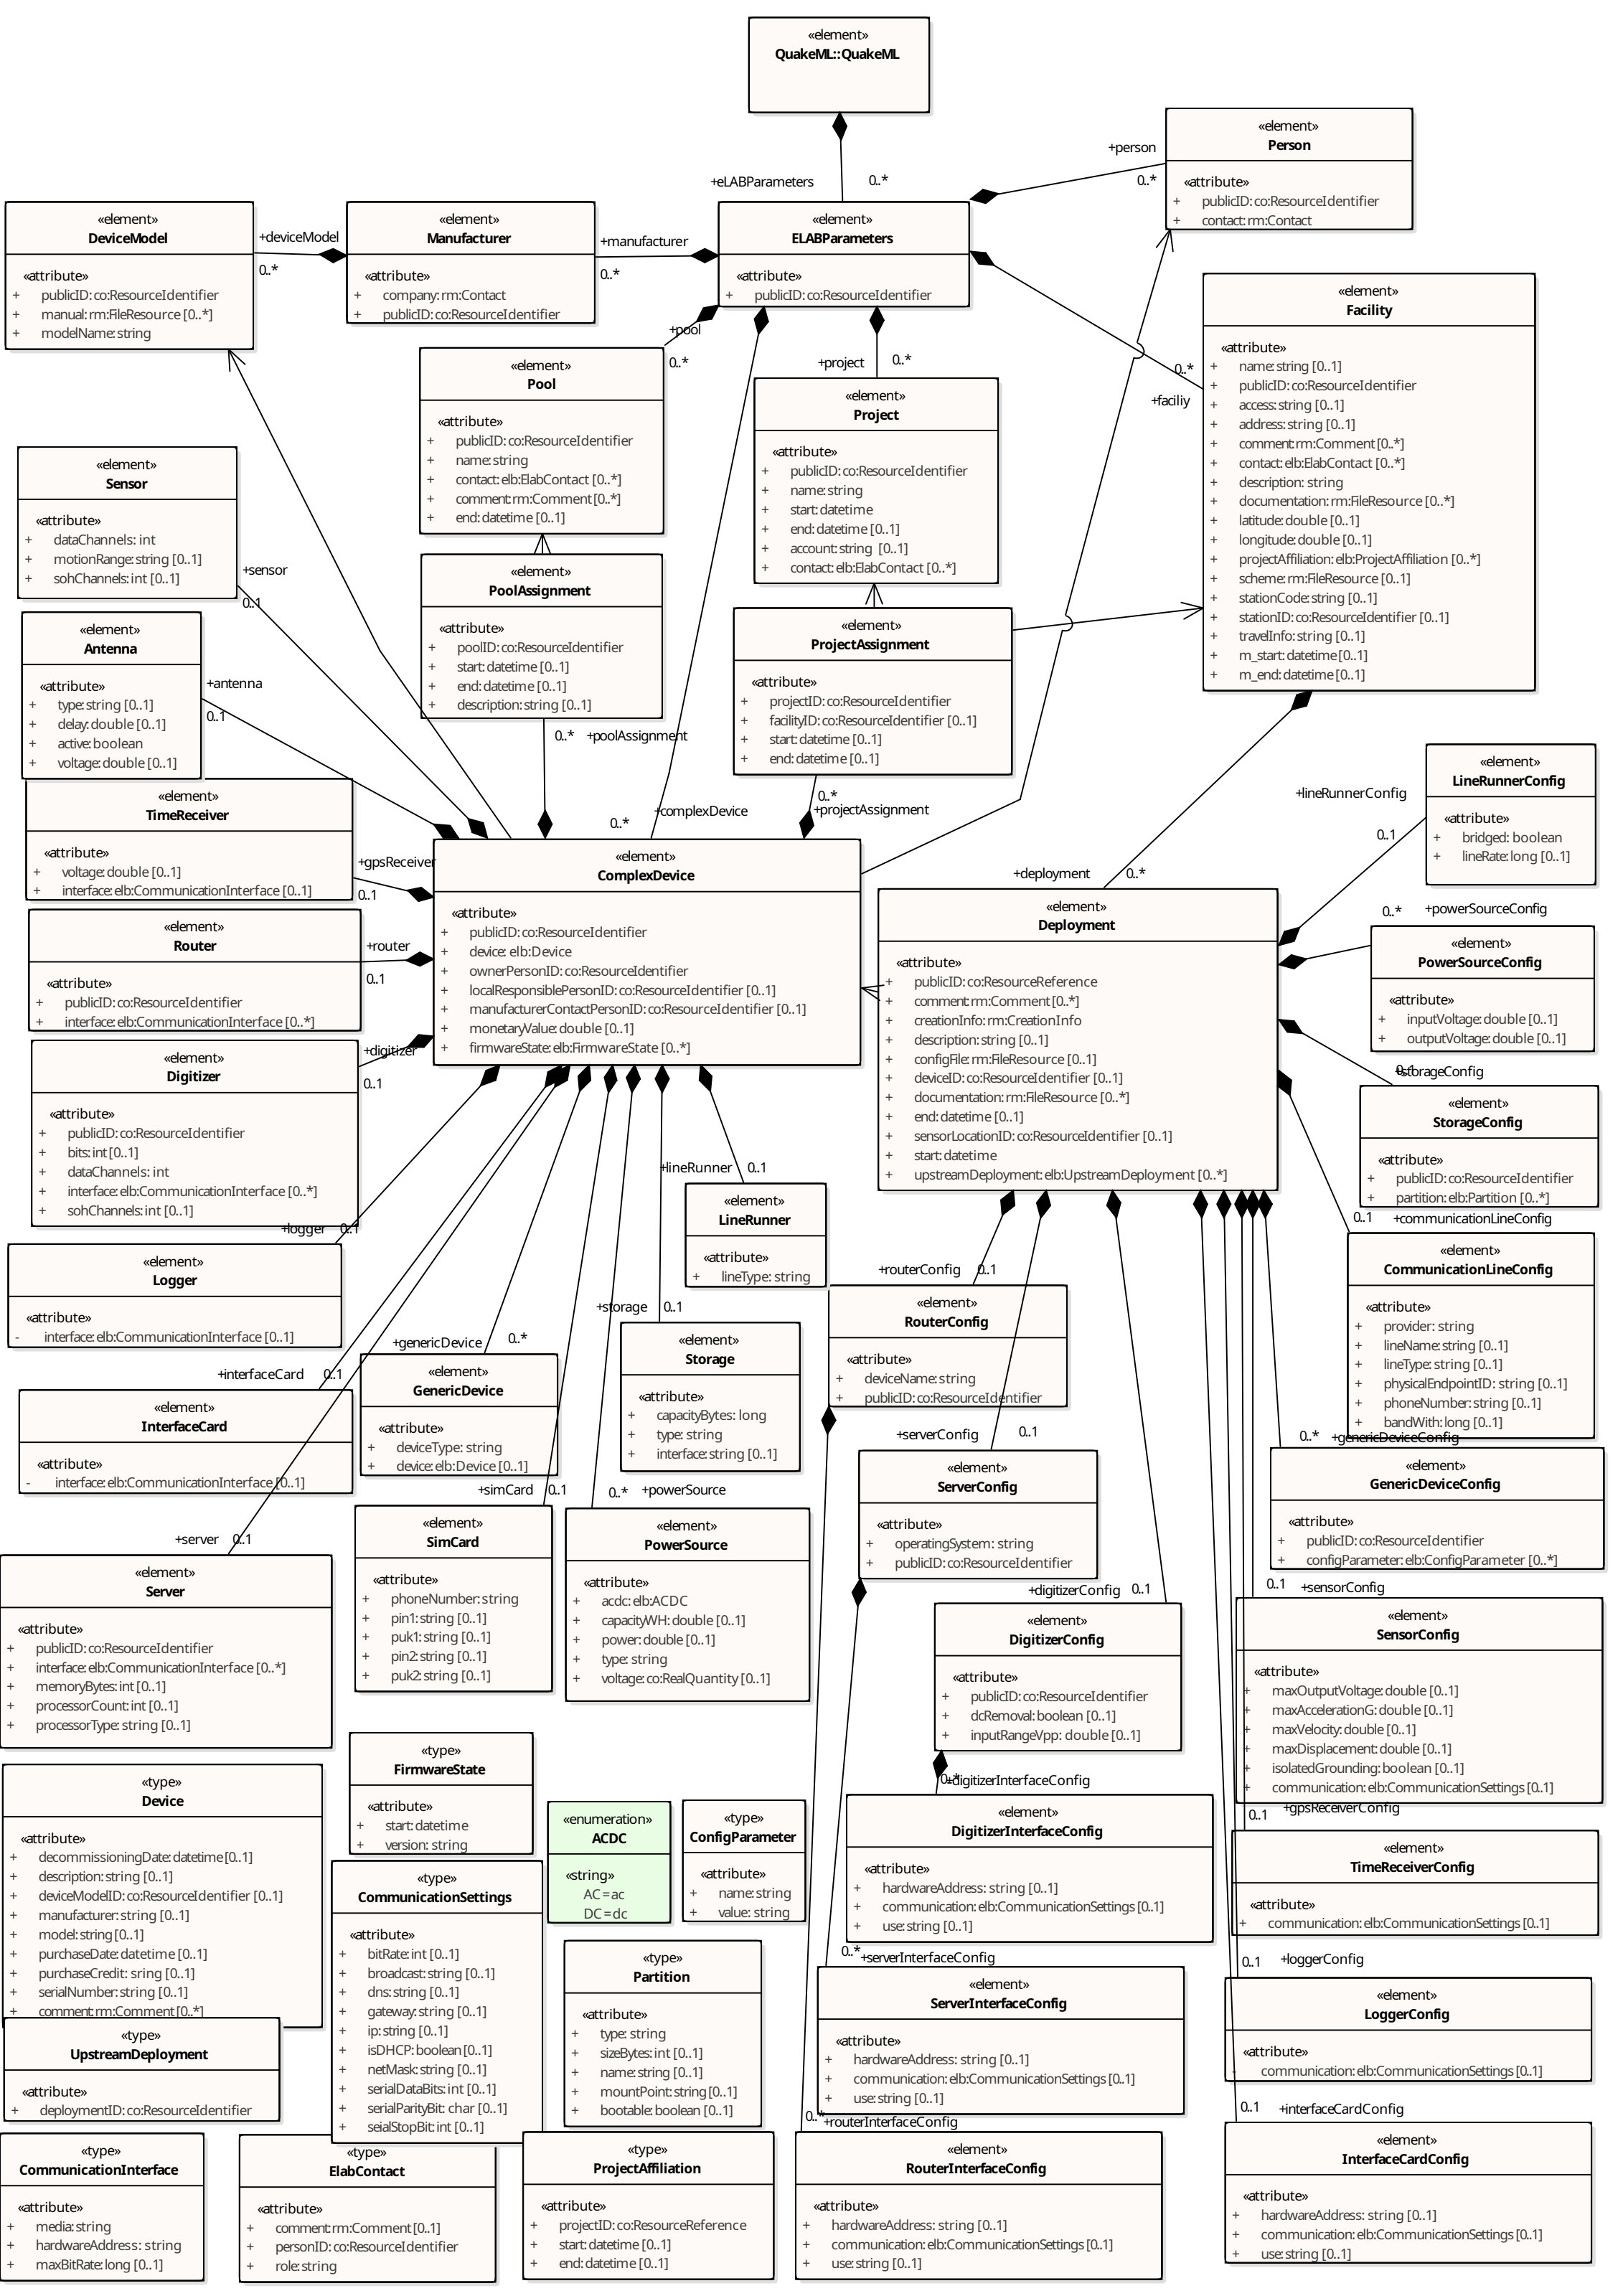 «element»
QuakeML::QuakeML
+eLABParameters
0..*
«element»
Person
«attribute»
+ publicID: co:ResourceIdentifier
+ contact: rm:Contact
+person
0..*
«element»
DeviceModel
«attribute»
+ publicID: co:ResourceIdentifier
+ manual: rm:FileResource [0..*]
+ modelName: string
+deviceModel
0..*
«element»
Manufacturer
«attribute»
+ company: rm:Contact
+ publicID: co:ResourceIdentifier
+manufacturer
0..*
«element»
ELABParameters
«attribute»
+ publicID: co:ResourceIdentifier
«element»
Facility
«attribute»
+ name: string [0..1]
+ publicID: co:ResourceIdentifier
+ access: string [0..1]
+ address: string [0..1]
+ comment: rm:Comment [0..*]
+ contact: elb:ElabContact [0..*]
+ description: string
+ documentation: rm:FileResource [0..*]
+ latitude: double [0..1]
+ longitude: double [0..1]
+ projectAffiliation: elb:ProjectAffiliation [0..*]
+ scheme: rm:FileResource [0..1]
+ stationCode: string [0..1]
+ stationID: co:ResourceIdentifier [0..1]
+ travelInfo: string [0..1]
+ m_start: datetime [0..1]
+ m_end: datetime [0..1]
0..*
+faciliy
+pool
0..*
«element»
Pool
«attribute»
+ publicID: co:ResourceIdentifier
+ name: string
+ contact: elb:ElabContact [0..*]
+ comment: rm:Comment [0..*]
+ end: datetime [0..1]
+project
0..*
«element»
Project
«attribute»
+ publicID: co:ResourceIdentifier
+ name: string
+ start: datetime
+ end: datetime [0..1]
+ account: string [0..1]
+ contact: elb:ElabContact [0..*]
«element»
Sensor
«attribute»
+ dataChannels: int
+ motionRange: string [0..1]
+ sohChannels: int [0..1]
+sensor
0..1
«element»
PoolAssignment
«attribute»
+ poolID: co:ResourceIdentifier
+ start: datetime [0..1]
+ end: datetime [0..1]
+ description: string [0..1]
0..*
+poolAssignment
«element»
ProjectAssignment
«attribute»
+ projectID: co:ResourceIdentifier
+ facilityID: co:ResourceIdentifier [0..1]
+ start: datetime [0..1]
+ end: datetime [0..1]
0..*
+projectAssignment
«element»
Antenna
«attribute»
+ type: string [0..1]
+ delay: double [0..1]
+ active: boolean
+ voltage: double [0..1]
+antenna
0..1
«element»
TimeReceiver
«attribute»
+ voltage: double [0..1]
+ interface: elb:CommunicationInterface [0..1]
+gpsReceiver
0..1
+complexDevice
0..*
«element»
ComplexDevice
«attribute»
+ publicID: co:ResourceIdentifier
+ device: elb:Device
+ ownerPersonID: co:ResourceIdentifier
+ localResponsiblePersonID: co:ResourceIdentifier [0..1]
+ manufacturerContactPersonID: co:ResourceIdentifier [0..1]
+ monetaryValue: double [0..1]
+ firmwareState: elb:FirmwareState [0..*]
+deployment
0..*
«element»
Deployment
«attribute»
+ publicID: co:ResourceReference
+ comment: rm:Comment [0..*]
+ creationInfo: rm:CreationInfo
+ description: string [0..1]
+ configFile: rm:FileResource [0..1]
+ deviceID: co:ResourceIdentifier [0..1]
+ documentation: rm:FileResource [0..*]
+ end: datetime [0..1]
+ sensorLocationID: co:ResourceIdentifier [0..1]
+ start: datetime
+ upstreamDeployment: elb:UpstreamDeployment [0..*]
«element»
LineRunnerConfig
«attribute»
+ bridged: boolean
+ lineRate: long [0..1]
+lineRunnerConfig
0..1
0..*
+powerSourceConfig
«element»
PowerSourceConfig
«attribute»
+ inputVoltage: double [0..1]
+ outputVoltage: double [0..1]
0..1
+storageConfig
«element»
StorageConfig
«attribute»
+ publicID: co:ResourceIdentifier
+ partition: elb:Partition [0..*]
«element»
Router
«attribute»
+ publicID: co:ResourceIdentifier
+ interface: elb:CommunicationInterface [0..*]
+router
0..1
«element»
Digitizer
«attribute»
+ publicID: co:ResourceIdentifier
+ bits: int [0..1]
+ dataChannels: int
+ interface: elb:CommunicationInterface [0..*]
+ sohChannels: int [0..1]
+digitizer
0..1
+lineRunner
0..1
«element»
LineRunner
«attribute»
+ lineType: string
0..1
+communicationLineConfig
«element»
CommunicationLineConfig
«attribute»
+ provider: string
+ lineName: string [0..1]
+ lineType: string [0..1]
+ physicalEndpointID: string [0..1]
+ phoneNumber: string [0..1]
+ bandWith: long [0..1]
+logger
0..1
«element»
Logger
«attribute»
- interface: elb:CommunicationInterface [0..1]
+routerConfig
0..1
«element»
RouterConfig
«attribute»
+ deviceName: string
+ publicID: co:ResourceIdentifier
+storage
0..1
«element»
Storage
«attribute»
+ capacityBytes: long
+ type: string
+ interface: string [0..1]
+genericDevice
0..*
«element»
GenericDevice
«attribute»
+ deviceType: string
+ device: elb:Device [0..1]
+interfaceCard
0..1
«element»
InterfaceCard
«attribute»
- interface: elb:CommunicationInterface [0..1]
+serverConfig
0..1
«element»
ServerConfig
«attribute»
+ operatingSystem: string
+ publicID: co:ResourceIdentifier
0..*
+genericDeviceConfig
«element»
GenericDeviceConfig
«attribute»
+ publicID: co:ResourceIdentifier
+ configParameter: elb:ConfigParameter [0..*]
+simCard
0..1
«element»
SimCard
«attribute»
+ phoneNumber: string
+ pin1: string [0..1]
+ puk1: string [0..1]
+ pin2: string [0..1]
+ puk2: string [0..1]
0..*
+powerSource
«element»
PowerSource
«attribute»
+ acdc: elb:ACDC
+ capacityWH: double [0..1]
+ power: double [0..1]
+ type: string
+ voltage: co:RealQuantity [0..1]
+server
0..1
«element»
Server
«attribute»
+ publicID: co:ResourceIdentifier
+ interface: elb:CommunicationInterface [0..*]
+ memoryBytes: int [0..1]
+ processorCount: int [0..1]
+ processorType: string [0..1]
+digitizerConfig
0..1
«element»
DigitizerConfig
«attribute»
+ publicID: co:ResourceIdentifier
+ dcRemoval: boolean [0..1]
+ inputRangeVpp: double [0..1]
0..1
+sensorConfig
«element»
SensorConfig
«attribute»
+ maxOutputVoltage: double [0..1]
+ maxAccelerationG: double [0..1]
+ maxVelocity: double [0..1]
+ maxDisplacement: double [0..1]
+ isolatedGrounding: boolean [0..1]
+ communication: elb:CommunicationSettings [0..1]
«type»
FirmwareState
«attribute»
+ start: datetime
+ version: string
«type»
Device
«attribute»
+ decommissioningDate: datetime [0..1]
+ description: string [0..1]
+ deviceModelID: co:ResourceIdentifier [0..1]
+ manufacturer: string [0..1]
+ model: string [0..1]
+ purchaseDate: datetime [0..1]
+ purchaseCredit: sring [0..1]
+ serialNumber: string [0..1]
+ comment: rm:Comment [0..*]
«enumeration»
ACDC
«string»
AC = ac
DC = dc
«type»
ConfigParameter
«attribute»
+ name: string
+ value: string
0..*
+digitizerInterfaceConfig
«element»
DigitizerInterfaceConfig
«attribute»
+ hardwareAddress: string [0..1]
+ communication: elb:CommunicationSettings [0..1]
+ use: string [0..1]
0..1
+gpsReceiverConfig
«element»
TimeReceiverConfig
«attribute»
+ communication: elb:CommunicationSettings [0..1]
«type»
CommunicationSettings
«attribute»
+ bitRate: int [0..1]
+ broadcast: string [0..1]
+ dns: string [0..1]
+ gateway: string [0..1]
+ ip: string [0..1]
+ isDHCP: boolean [0..1]
+ netMask: string [0..1]
+ serialDataBits: int [0..1]
+ serialParityBit: char [0..1]
+ seialStopBit: int [0..1]
«type»
Partition
«attribute»
+ type: string
+ sizeBytes: int [0..1]
+ name: string [0..1]
+ mountPoint: string [0..1]
+ bootable: boolean [0..1]
0..*
+serverInterfaceConfig
«element»
ServerInterfaceConfig
«attribute»
+ hardwareAddress: string [0..1]
+ communication: elb:CommunicationSettings [0..1]
+ use: string [0..1]
0..1
+loggerConfig
«element»
LoggerConfig
«attribute»
- communication: elb:CommunicationSettings [0..1]
«type»
UpstreamDeployment
«attribute»
+ deploymentID: co:ResourceIdentifier
«type»
CommunicationInterface
«attribute»
+ media: string
+ hardwareAddress: string
+ maxBitRate: long [0..1]
«type»
ElabContact
«attribute»
+ comment: rm:Comment [0..1]
+ personID: co:ResourceIdentifier
+ role: string
«type»
ProjectAffiliation
«attribute»
+ projectID: co:ResourceReference
+ start: datetime [0..1]
+ end: datetime [0..1]
0..*
+routerInterfaceConfig
«element»
RouterInterfaceConfig
«attribute»
+ hardwareAddress: string [0..1]
+ communication: elb:CommunicationSettings [0..1]
+ use: string [0..1]
0..1
+interfaceCardConfig
«element»
InterfaceCardConfig
«attribute»
+ hardwareAddress: string [0..1]
+ communication: elb:CommunicationSettings [0..1]
+ use: string [0..1]